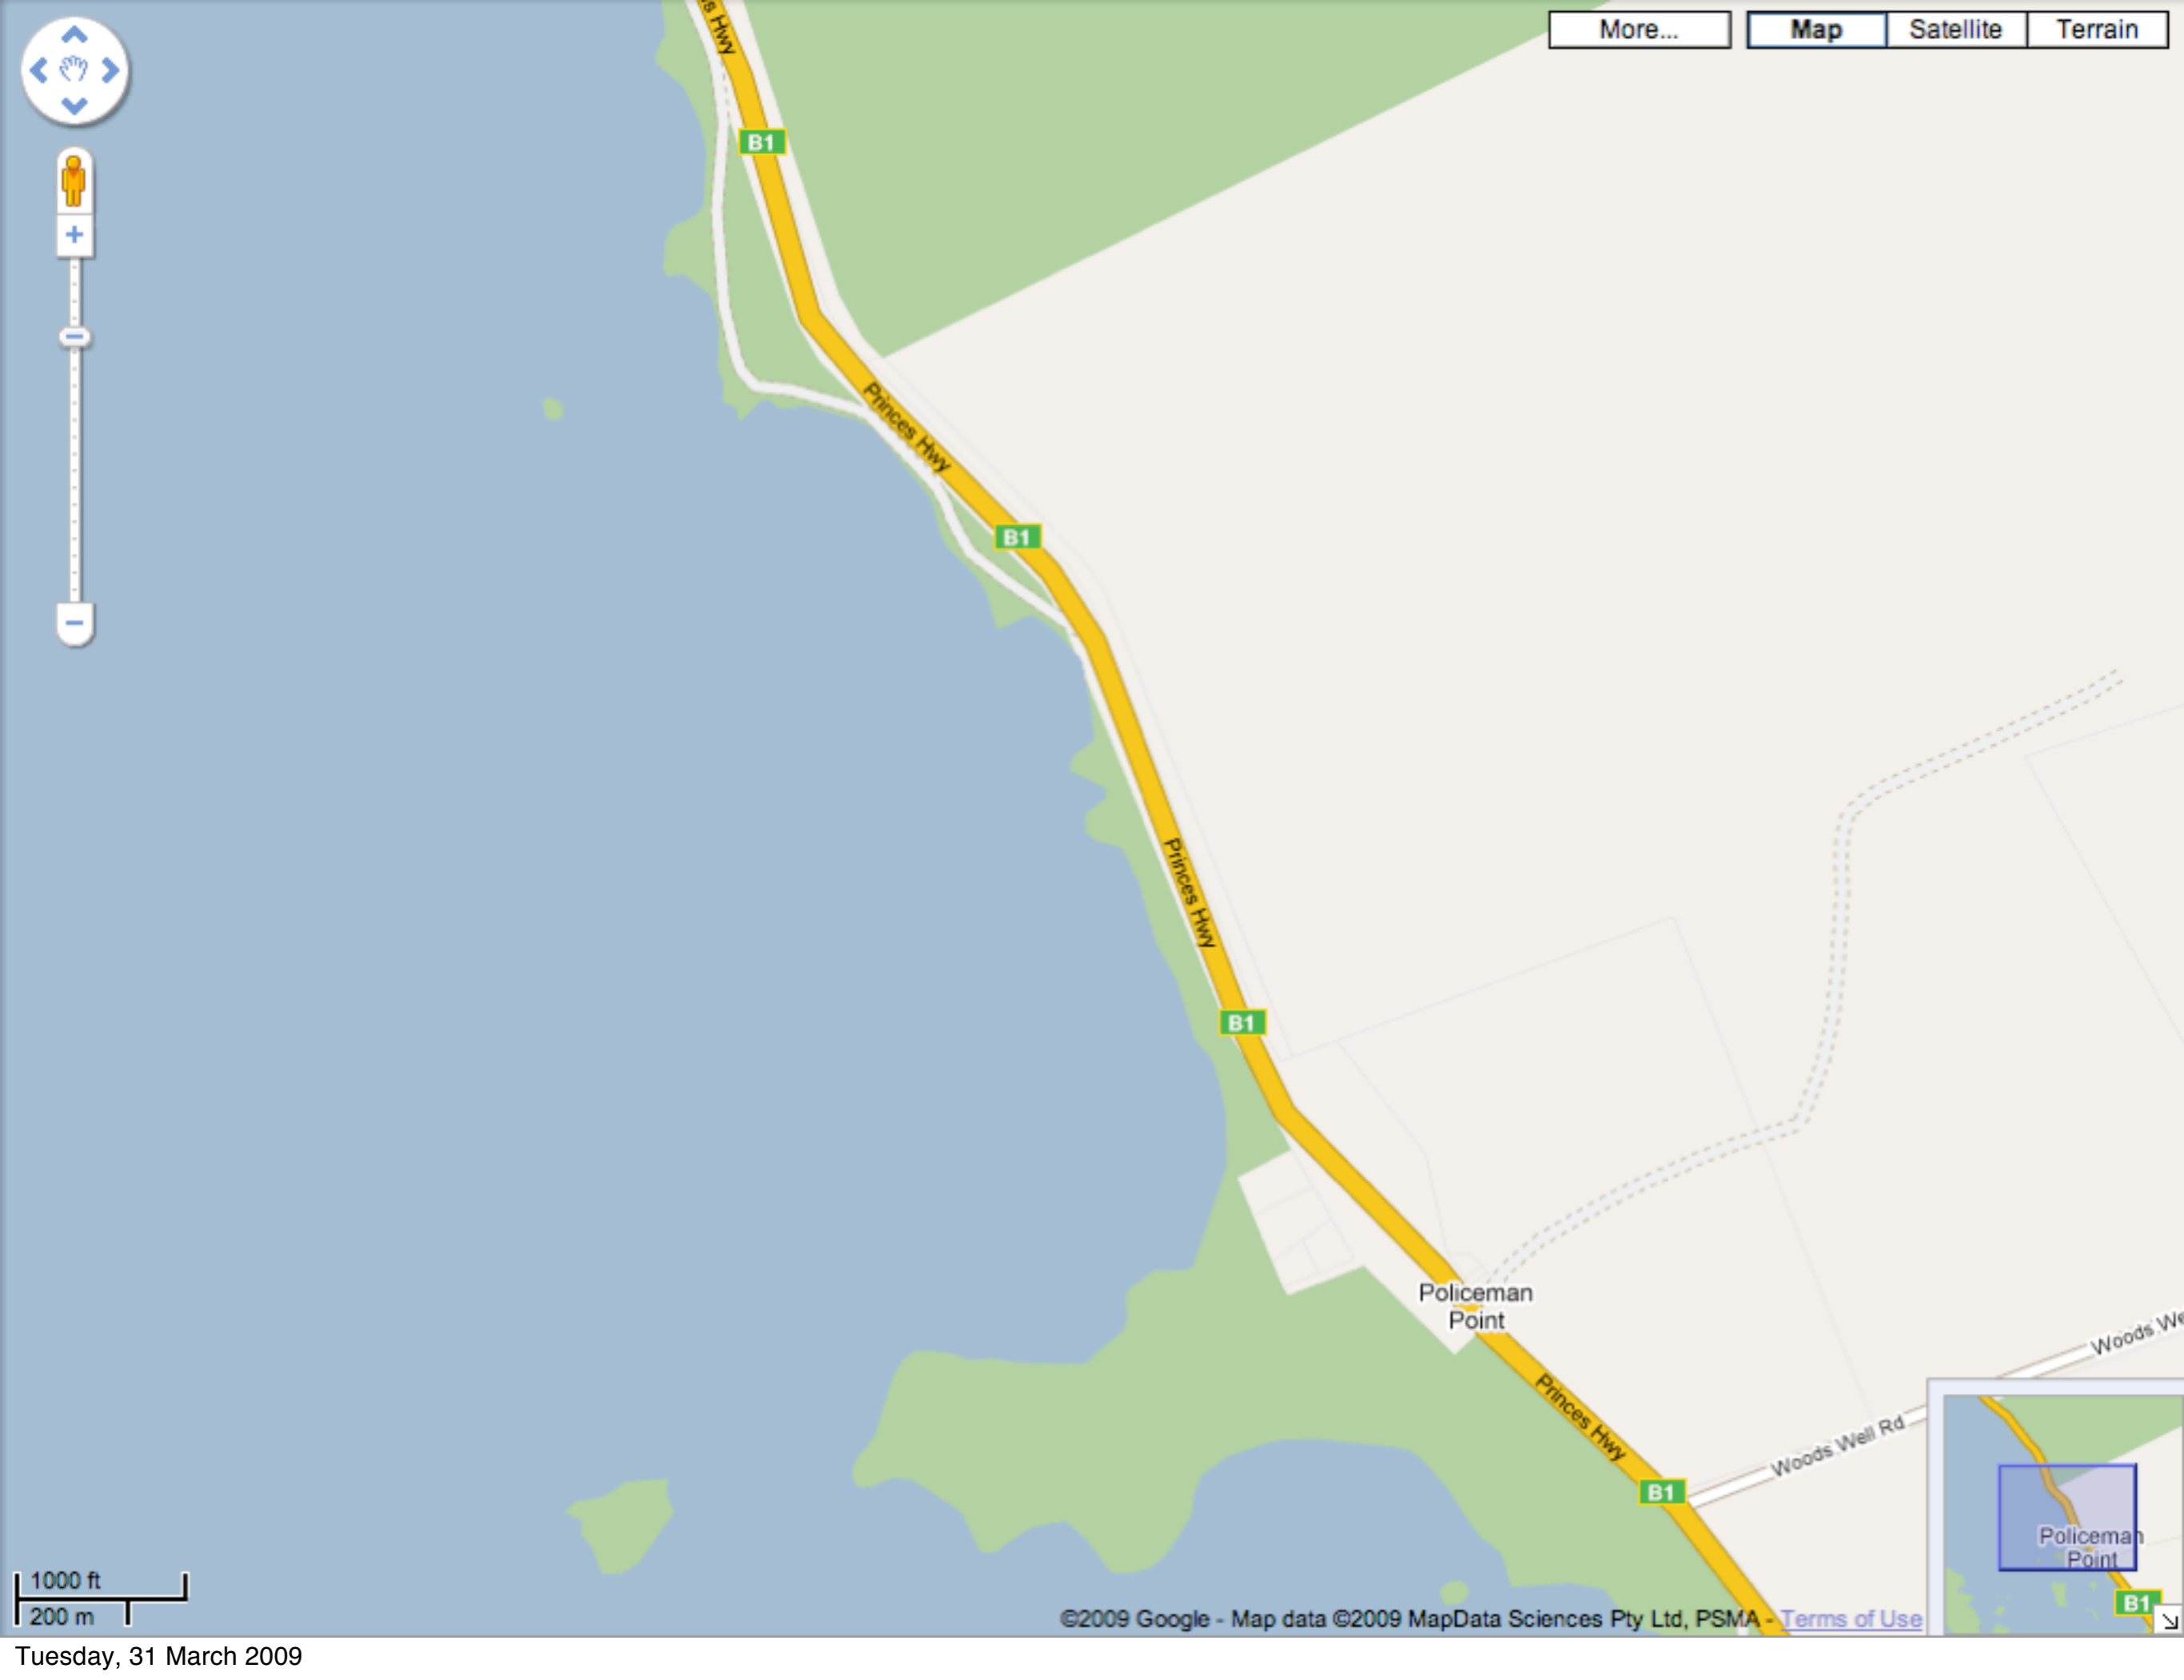 s Hwy
More...
Map
Satellite
Terrain
B1
Princes Hwy
B1
Princes Hwy
B1
Policeman
Point
Woods We
Princes Hwy
Woods Well Rd
B1
Policeman
Point
B1
1000 ft
200 m
©2009 Google - Map data ©2009 MapData Sciences Pty Ltd, PSMA - Terms of Use
Tuesday, 31 March 2009